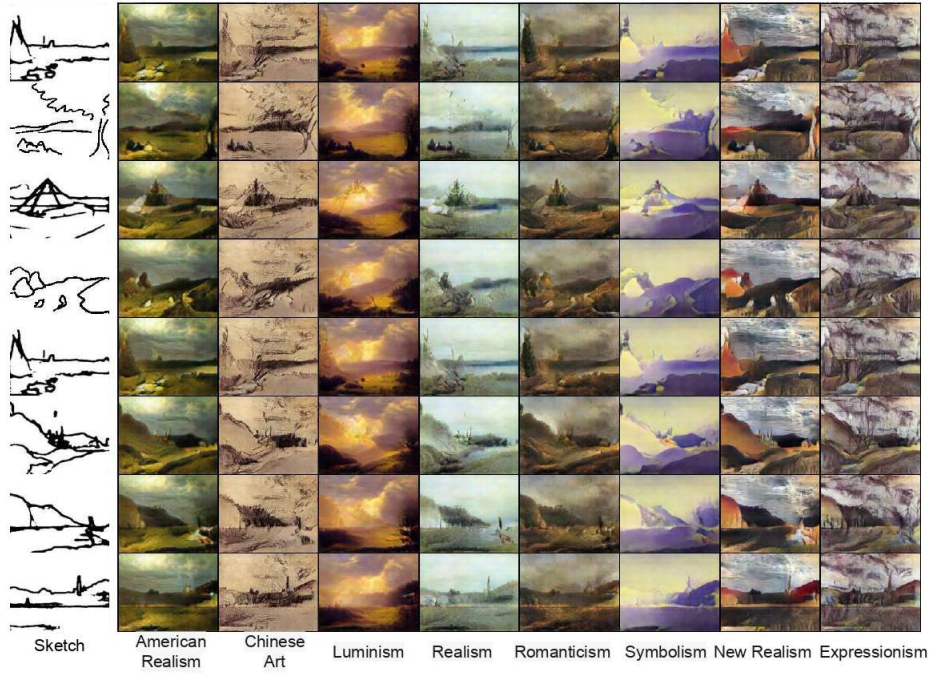 Sketch
American
Realism
Chinese
Art
Luminism
Realism
Romanticism
Symbolism
New Realism
Expressionism